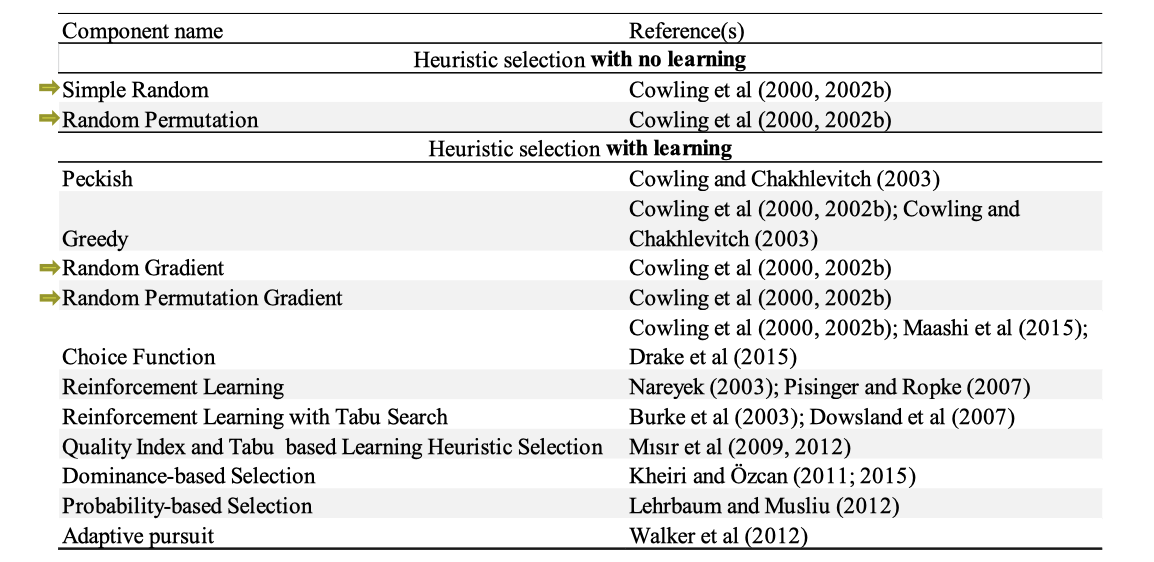 Component name Reference(s)
Heuristic selection with no learning
Simple Random Cowling et al (2000, 2002b)
Random Permutation Cowling et al (2000, 2002b)
Heuristic selection with learning
Peckish Cowling and Chakhlevitch (2003)
Cowling et al (2000, 2002b); Cowling and
Greedy Chakhlevitch (2003)
Random Gradient Cowling et al (2000, 2002b)
Random Permutation Gradient Cowling et al (2000, 2002b)
Cowling et al (2000, 2002b); Maashi et al (2015);
Choice Function Drake et al (2015)
Reinforcement Learning Nareyek (2003); Pisinger and Ropke (2007)
Reinforcement Learning with Tabu Search Burke et al (2003); Dowsland et al (2007)
Quality Index and Tabu based Learning Heuristic Selection Mısır et al (2009, 2012)
Dominance-based Selection Kheiri and Özcan (2011; 2015)
Probability-based Selection Lehrbaum and Musliu (2012)
Adaptive pursuit Walker et al (2012)